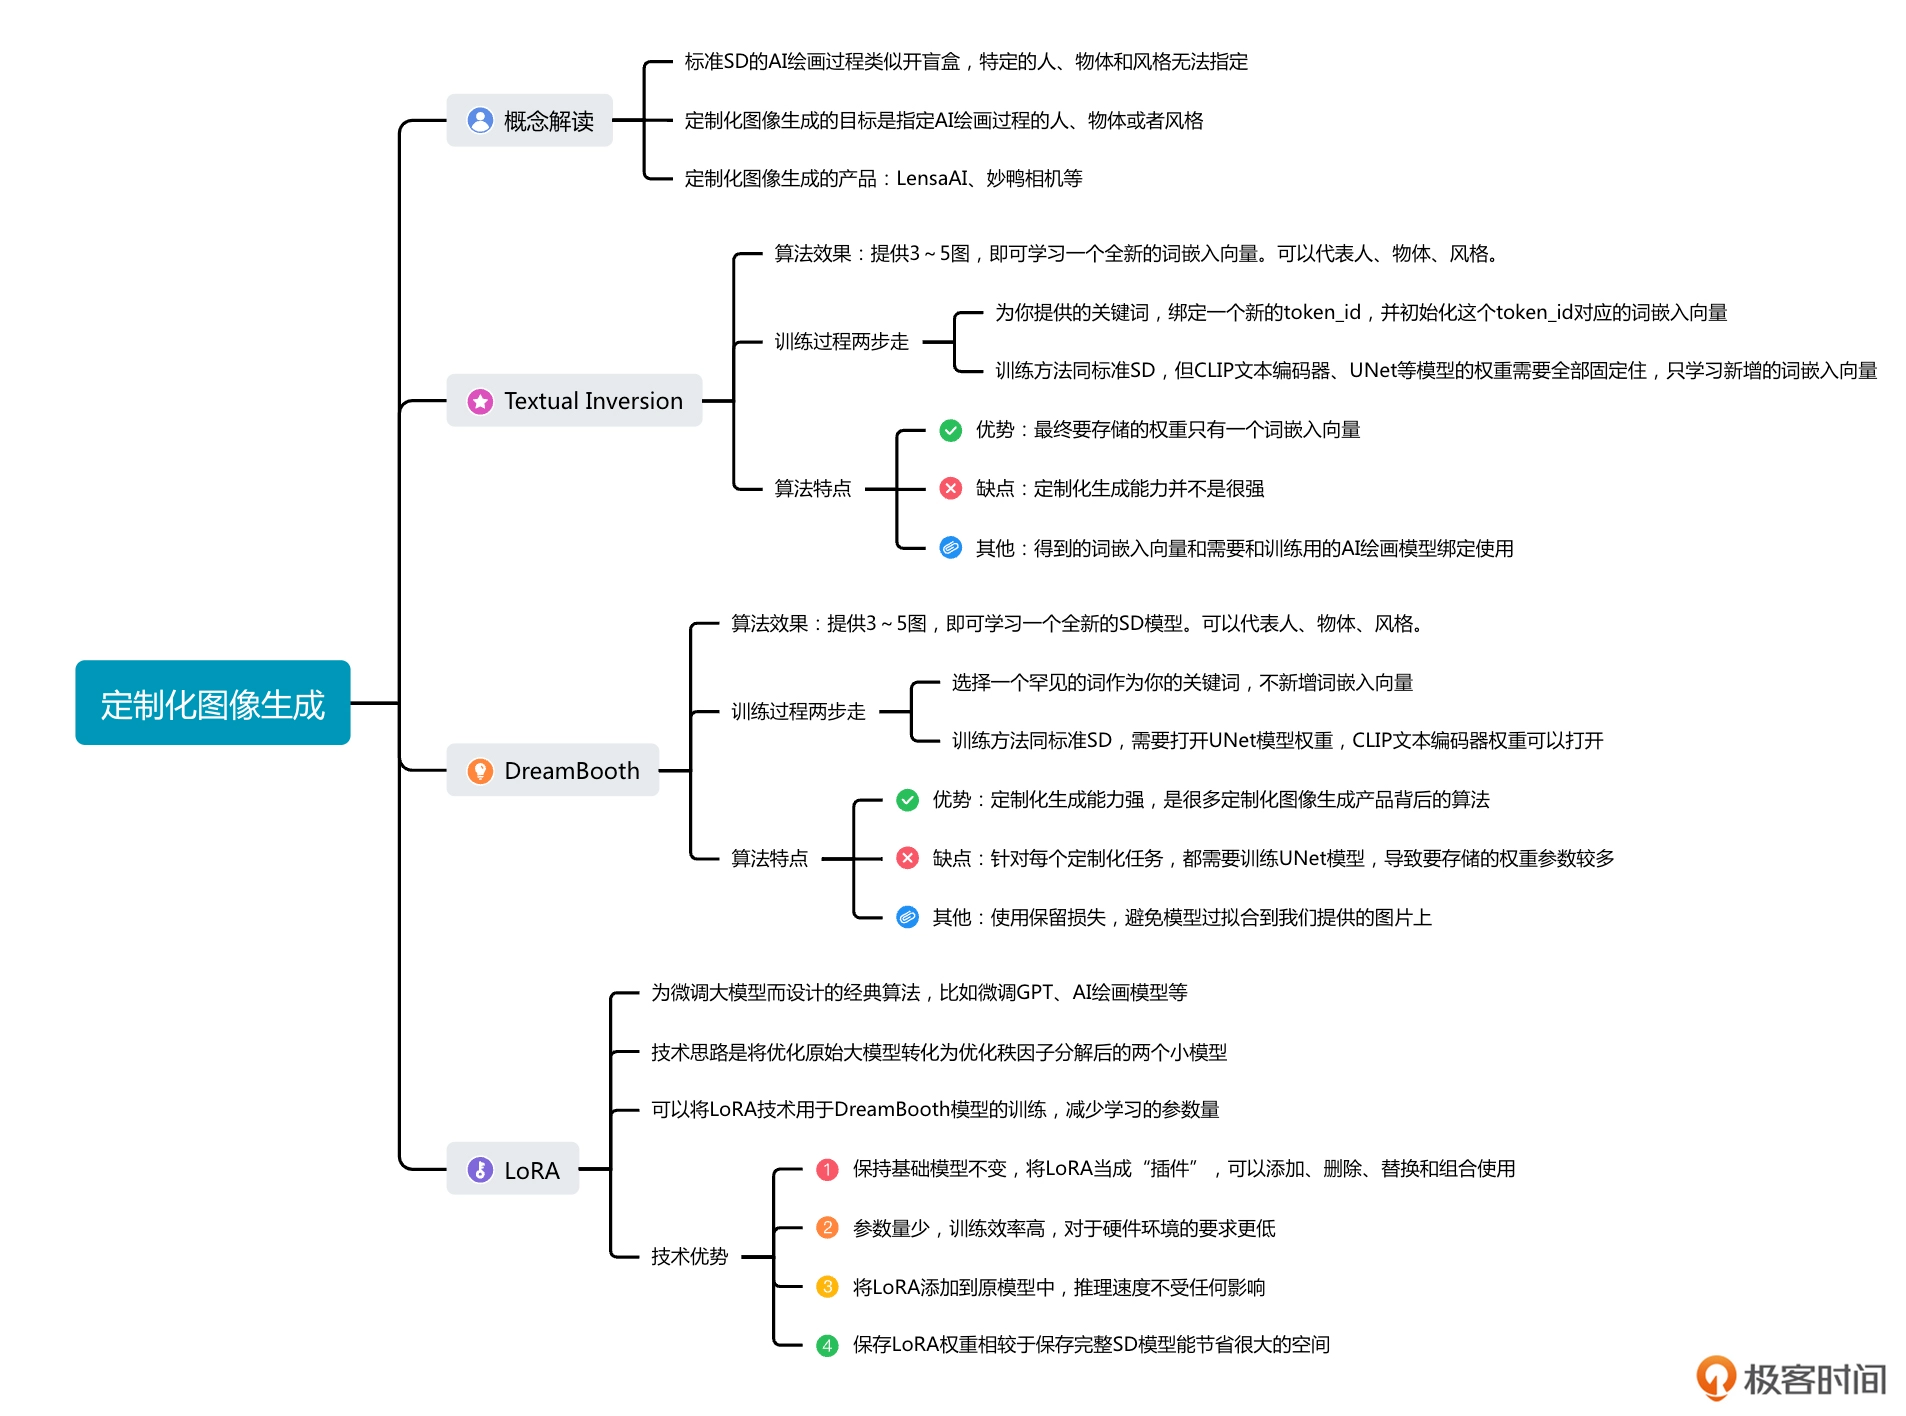 标准SD的AI绘画过程类似开盲盒，特定的人、物体和风格无法指定
概念解读
定制化图像生成的目标是指定AI绘画过程的人、物体或者风格
定制化图像生成的产品：LensaAI、妙鸭相机等
算法效果：提供3～5图，即可学习一个全新的词嵌入向量。可以代表人、物体、风格。
为你提供的关键词，绑定一个新的token_id，并初始化这个token_id对应的词嵌入向量
训练过程两步走
训练方法同标准SD，但CLIP文本编码器、UNet等模型的权重需要全部固定住，只学习新增的词嵌入向量
Textual Inversion
优势：最终要存储的权重只有一个词嵌入向量
算法特点
缺点：定制化生成能力并不是很强
其他：得到的词嵌入向量和需要和训练用的AI绘画模型绑定使用
算法效果：提供3～5图，即可学习一个全新的SD模型。可以代表人、物体、风格。
选择一个罕见的词作为你的关键词，不新增词嵌入向量
定制化图像生成
训练过程两步走
训练方法同标准SD，需要打开UNet模型权重，CLIP文本编码器权重可以打开
DreamBooth
优势：定制化生成能力强，是很多定制化图像生成产品背后的算法
算法特点
缺点：针对每个定制化任务，都需要训练UNet模型，导致要存储的权重参数较多
其他：使用保留损失，避免模型过拟合到我们提供的图片上
为微调大模型而设计的经典算法，比如微调GPT、AI绘画模型等
技术思路是将优化原始大模型转化为优化秩因子分解后的两个小模型
可以将LoRA技术用于DreamBooth模型的训练，减少学习的参数量
LoRA
1 保持基础模型不变，将LoRA当成“插件”，可以添加、删除、替换和组合使用
2 参数量少，训练效率高，对于硬件环境的要求更低
技术优势
3 将LoRA添加到原模型中，推理速度不受任何影响
4 保存LoRA权重相较于保存完整SD模型能节省很大的空间
极客时间